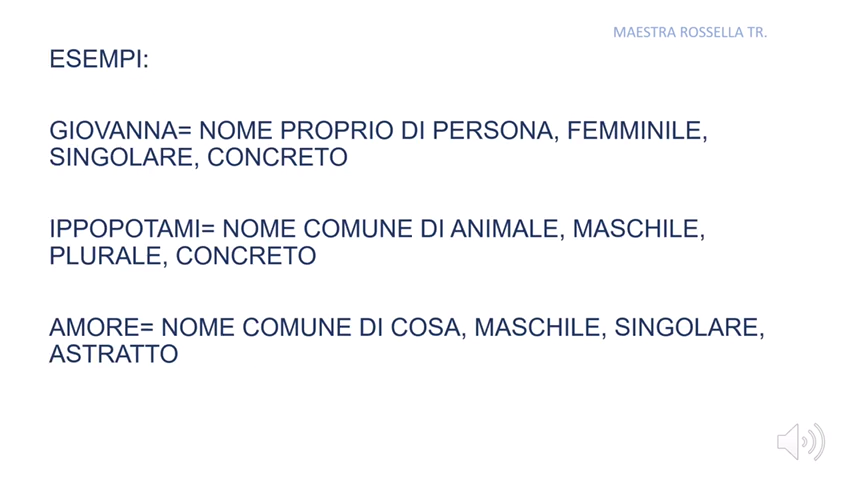 MAESTRA ROSSELLA TR.
ESEMPI:
GIOVANNA= NOME PROPRIO DI PERSONA, FEMMINILE,
SINGOLARE, CONCRETO
IPPOPOTAMI= NOME COMUNE DI ANIMALE, MASCHILE,
PLURALE, CONCRETO
AMORE= NOME COMUNE DI COSA, MASCHILE, SINGOLARE,
ASTRATTO